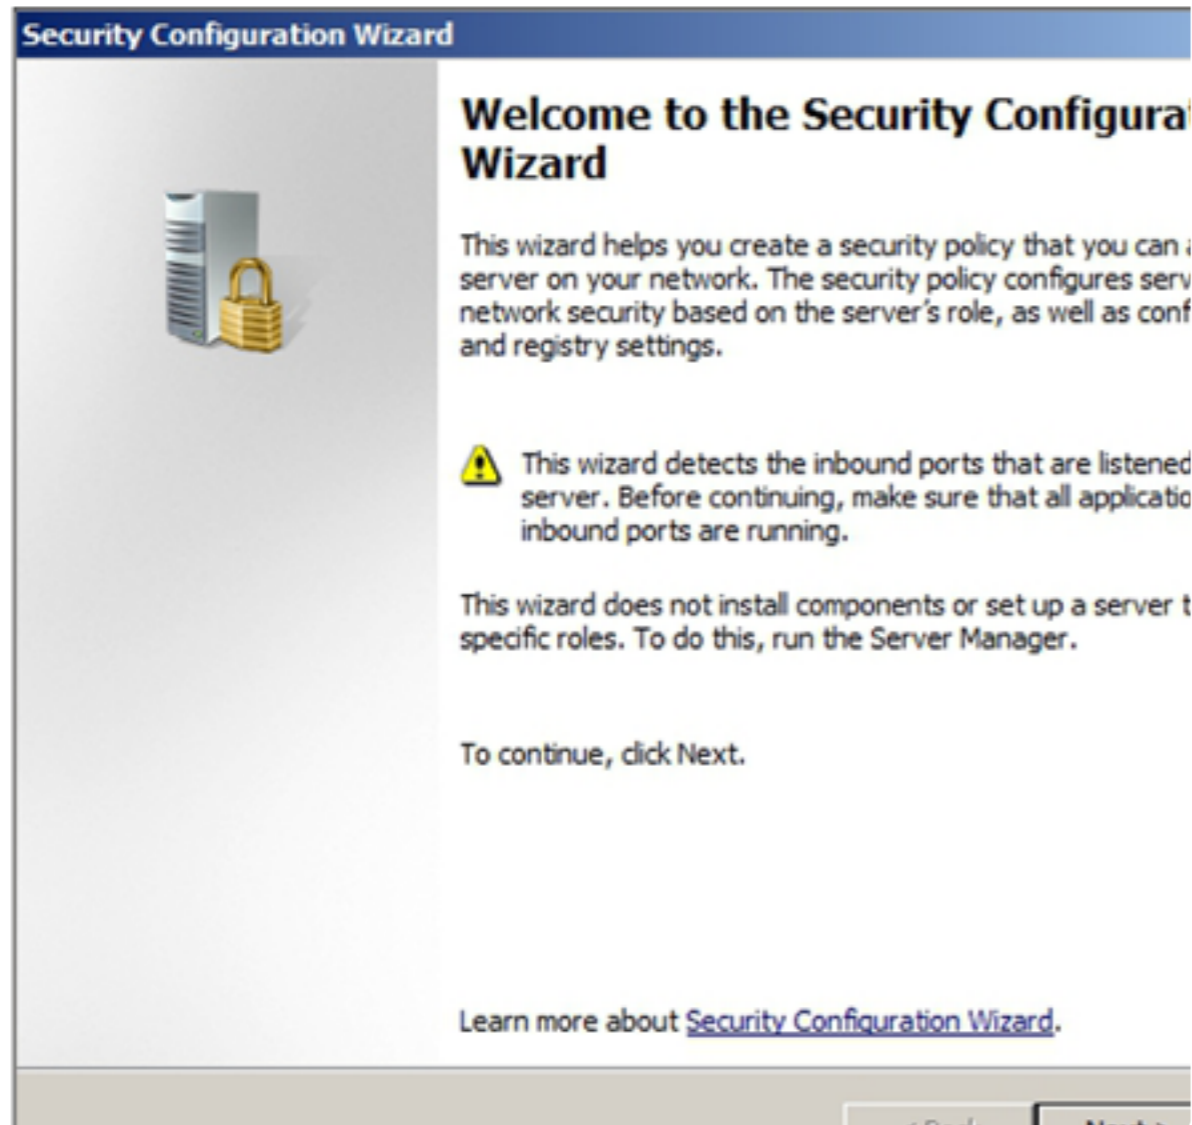 Security Configuration Wizard
Welcome to the Security Configurat
Wizard
This wizard helps you create a security policy that you can a
server on your network. The security policy configures serv
network security based on the server's role, as well as conf
and registry settings.
This wizard detects the inbound ports that are listened
server. Before continuing, make sure that all applicatio
inbound ports are running.
This wizard does not install components or set up a server t
specific roles. To do this, run the Server Manager.
To continue, click Next.
Learn more about Security Configuration Wizard.
< Back
Next >